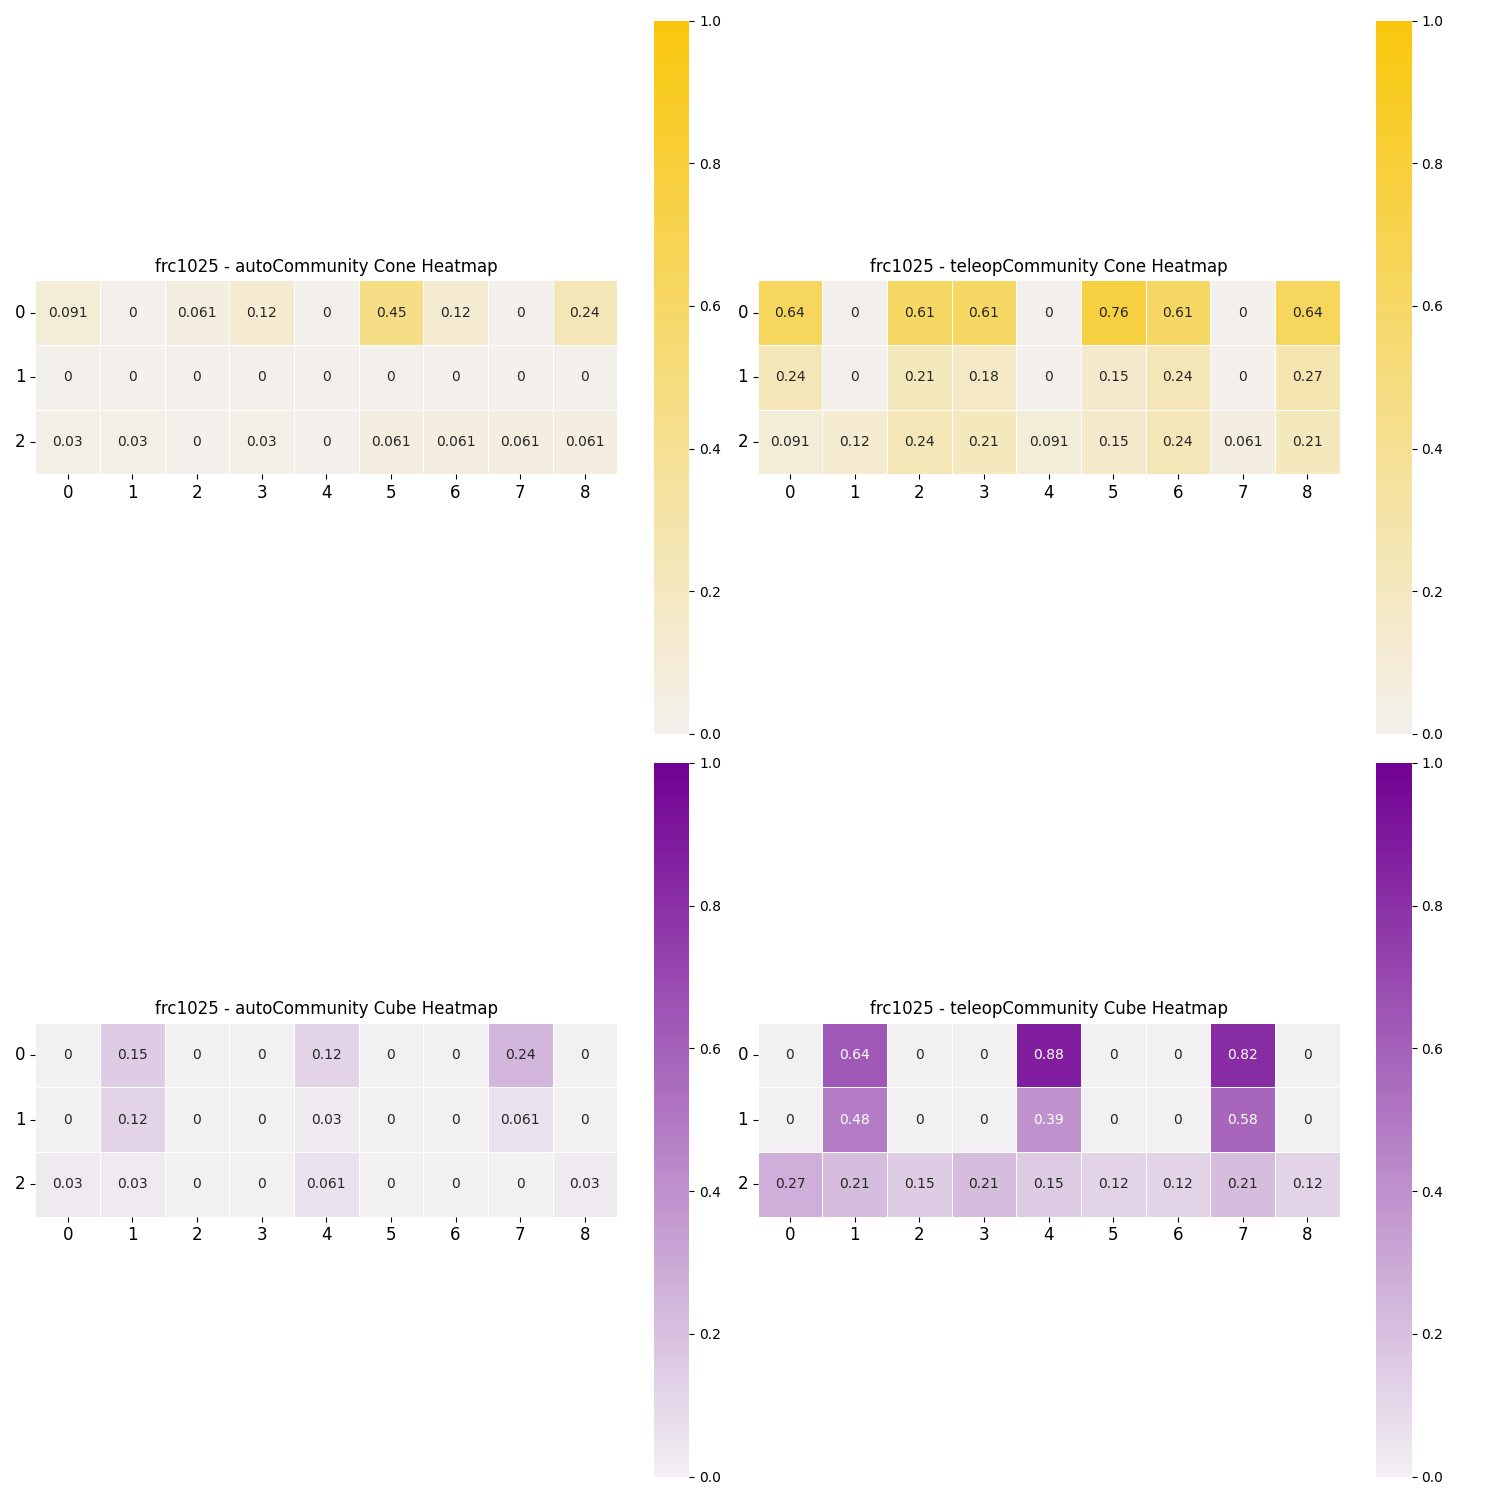 frc1025 - autoCommunity Cone Heatmap
0 0.091 0 0.061 0.12 0 0.45 0.12 0 0.24
1 0 0 0 0 0 0 0 0 0
2 0.03 0.03 0 0.03 0 0.061 0.061 0.061 0.061
0 1 2 3 4 5 6 7 8
1.0
0.8
0.6
0.4
0.2
0.0
frc1025 - teleopCommunity Cone Heatmap
0 0.64 0 0.61 0.61 0 0.76 0.61 0 0.64
1 0.24 0 0.21 0.18 0 0.15 0.24 0 0.27
2 0.091 0.12 0.24 0.21 0.091 0.15 0.24 0.061 0.21
0 1 2 3 4 5 6 7 8
1.0
0.8
0.6
0.4
0.2
0.0
frc1025 - autoCommunity Cube Heatmap
0 0 0.15 0 0 0.12 0 0 0.24 0
1 0 0.12 0 0 0.03 0 0 0.061 0
2 0.03 0.03 0 0 0.061 0 0 0 0.03
0 1 2 3 4 5 6 7 8
1.0
0.8
0.6
0.4
0.2
0.0
frc1025 - teleopCommunity Cube Heatmap
0 0 0.64 0 0 0.88 0 0 0.82 0
1 0 0.48 0 0 0.39 0 0 0.58 0
2 0.27 0.21 0.15 0.21 0.15 0.12 0.12 0.21 0.12
0 1 2 3 4 5 6 7 8
1.0
0.8
0.6
0.4
0.2
0.0